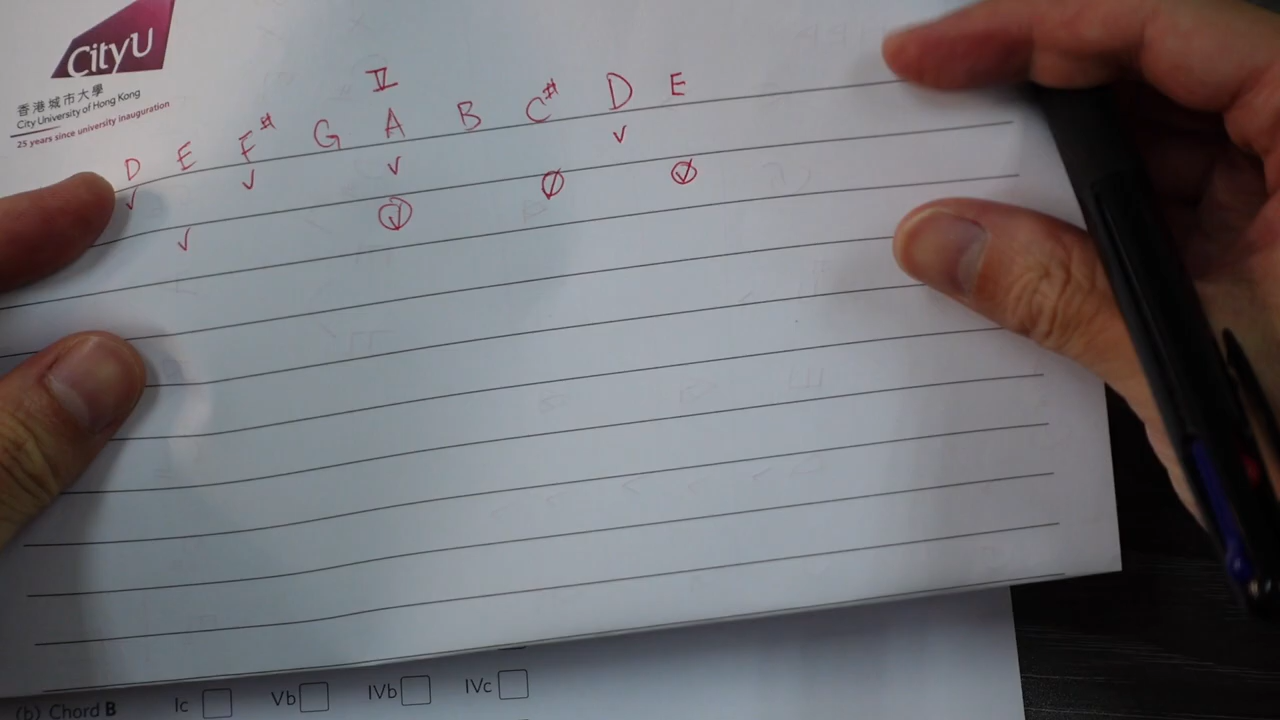 CityU
香港城市大學
City University of Hong Kong
25 years since university inauguration
V
D E F# G A B C# D E
(b) Chord B Ic Vb IVb IVc